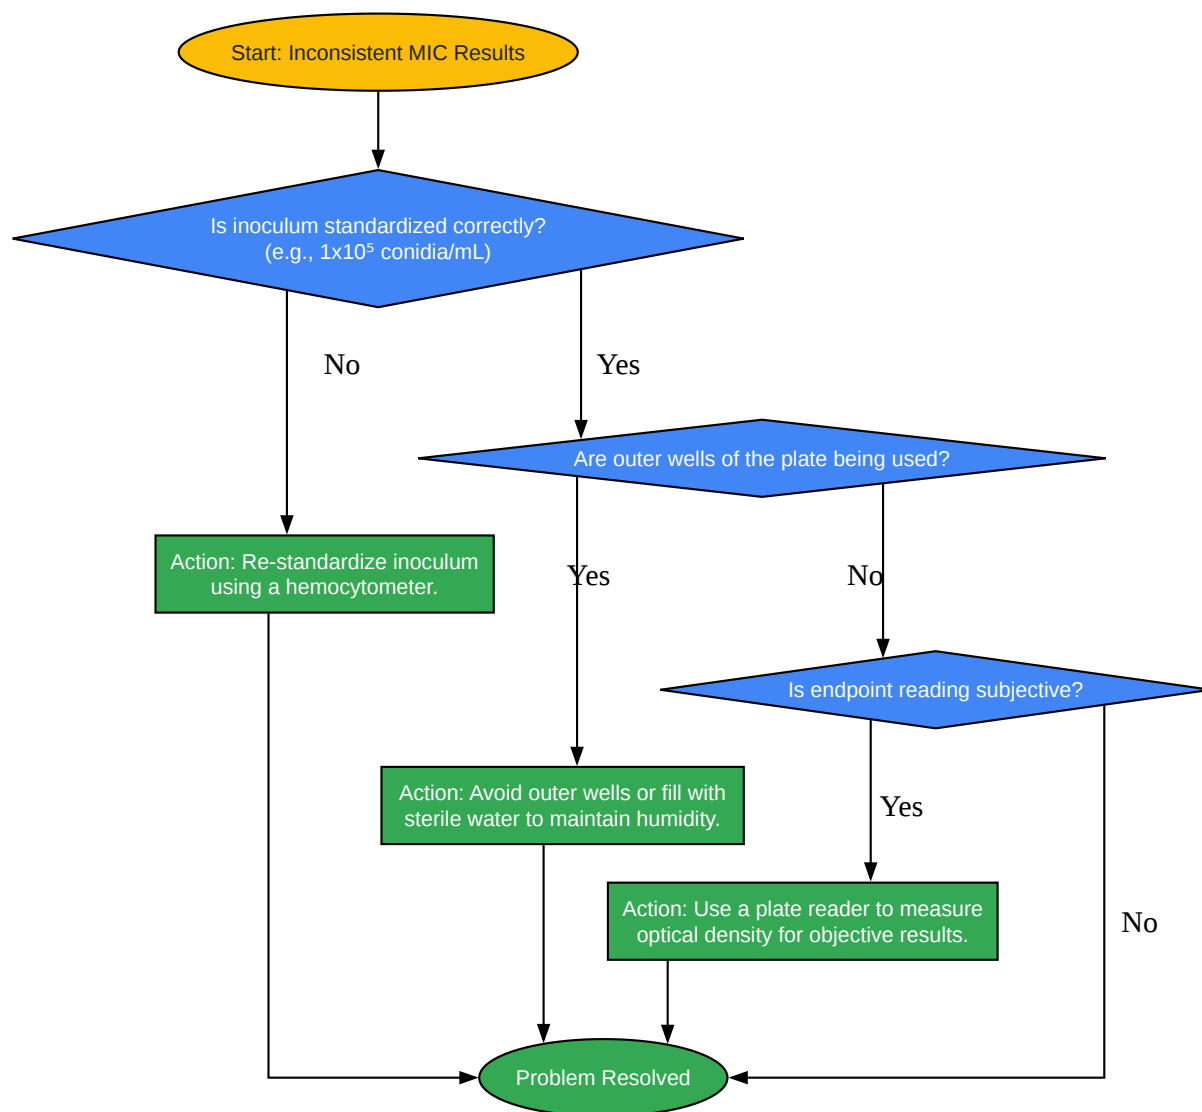 Start: Inconsistent MIC Results
Is inoculum standardized correctly?
(e.g., 1x10⁵ conidia/mL)
No
Yes
Are outer wells of the plate being used?
Action: Re-standardize inoculum
using a hemocytometer.
Yes
No
Is endpoint reading subjective?
Action: Avoid outer wells or fill with
sterile water to maintain humidity.
Yes
Action: Use a plate reader to measure
optical density for objective results.
No
Problem Resolved